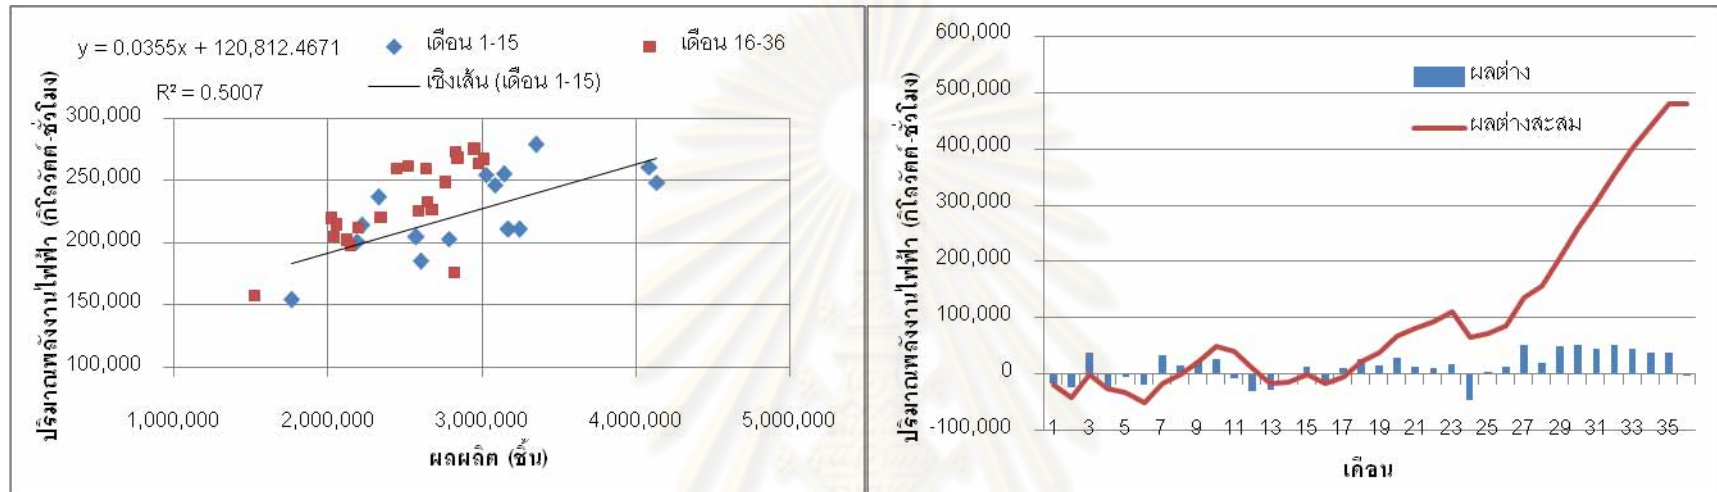 y = 0.0355x + 120,812.4671
R² = 0.5007
เดือน 1-15
เดือน 16-36
เชิงเส้น (เดือน 1-15)
ปริมาณพลังงานไฟฟ้า (กิโลวัตต์-ชั่วโมง)
300,000
250,000
200,000
150,000
100,000
1,000,000 2,000,000 3,000,000 4,000,000 5,000,000
ผลผลิต (ชิ้น)
ปริมาณพลังงานไฟฟ้า (กิโลวัตต์-ชั่วโมง)
600,000
500,000
400,000
300,000
200,000
100,000
0
-100,000
ผลต่าง
ผลต่างสะสม
1 3 5 7 9 11 13 15 17 19 21 23 25 27 29 31 33 35
เดือน